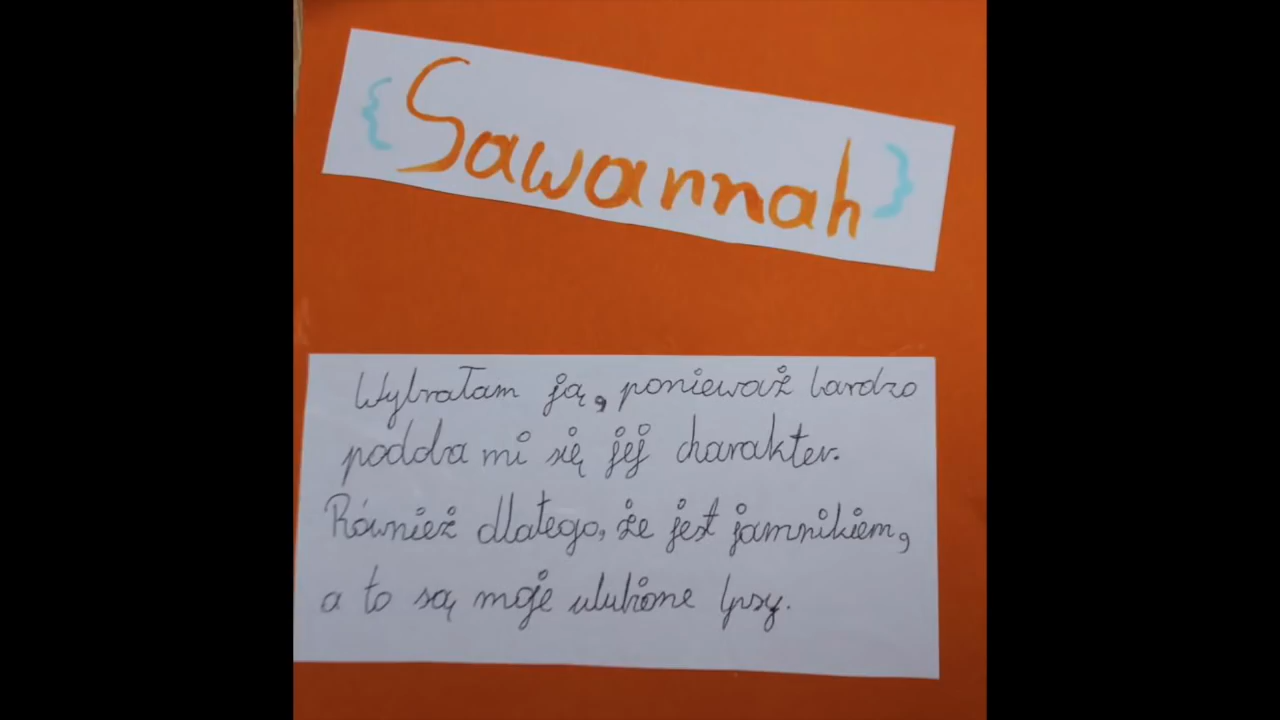 {Sawannah}
Wybrałam ją, ponieważ bardzo
podoba mi się jej charakter.
Również dlatego, że jest jamnikiem,
a to są moje ulubione psy.